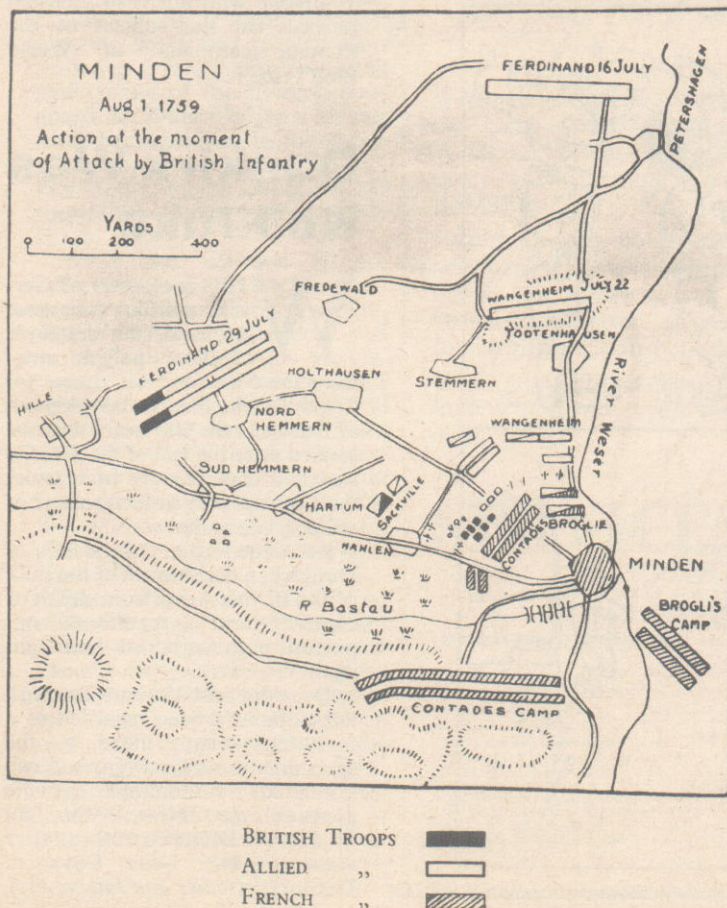 MINDEN
Aug 1. 1759
Action at the moment
of Attack by British Infantry
YARDS
0 100 200 400
FERDINAND 16 JULY
PETERSHAGEN
FREDEWALD
WANGENHEIM JULY 22
TODTENHAUSEN
FERDINAND 29 JULY
HOLTHAUSEN
STEMMERN
River Weser
HILLE
NORD
HEMMERN
WANGENHEIM
SUD HEMMERN
HARTUM
SACKVILLE
CONTADES
BROGLIE
HAHLEN
MINDEN
R Bastau
BROGLI'S
CAMP
CONTADES CAMP
BRITISH TROOPS
ALLIED „
FRENCH „